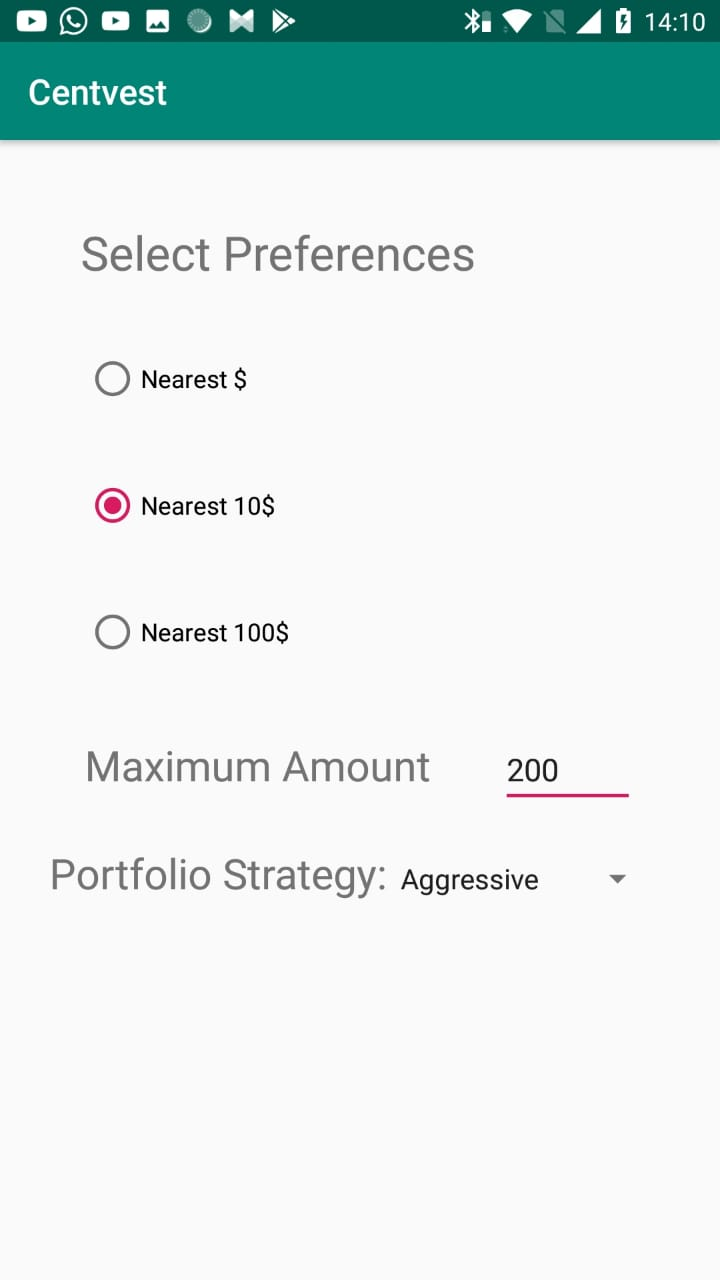 14:10
Centvest
Select Preferences
Nearest $
Nearest 10$
Nearest 100$
Maximum Amount 200
Portfolio Strategy: Aggressive